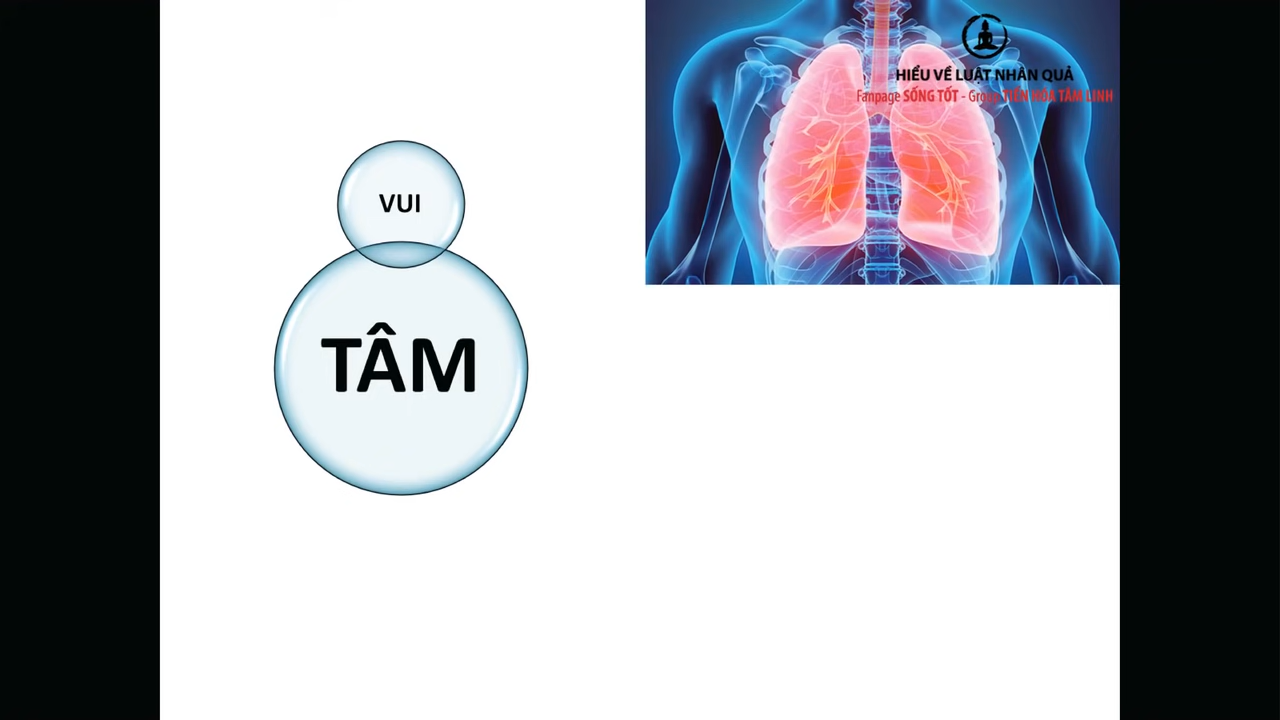 VUI
TÂM
HIỂU VỀ LUẬT NHÂN QUẢ
Fanpage SỐNG TỐT - Group TIẾN HÓA TÂM LINH